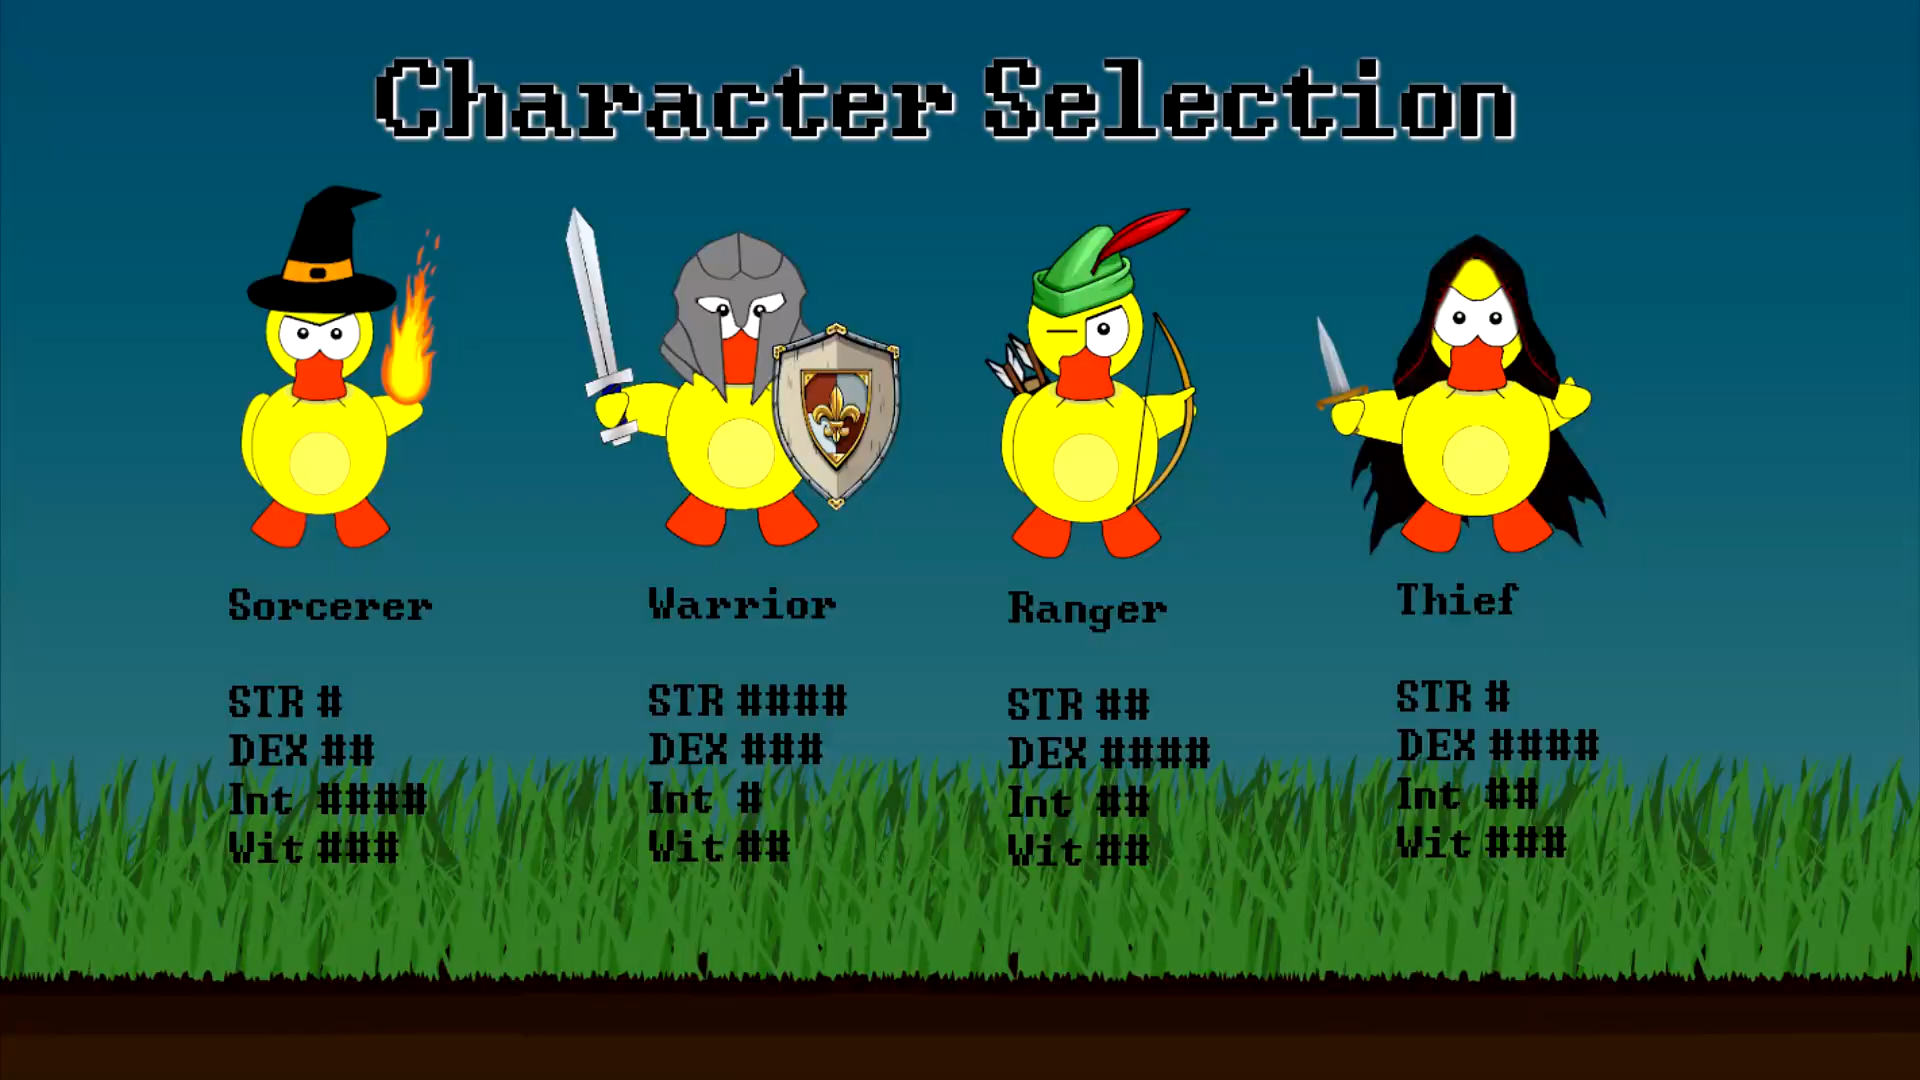 Character Selection
Sorcerer
STR #
DEX ##
Int ####
Wit ###
Warrior
STR ####
DEX ###
Int #
Wit ##
Ranger
STR ##
DEX ####
Int ##
Wit ##
Thief
STR #
DEX ####
Int ##
Wit ###